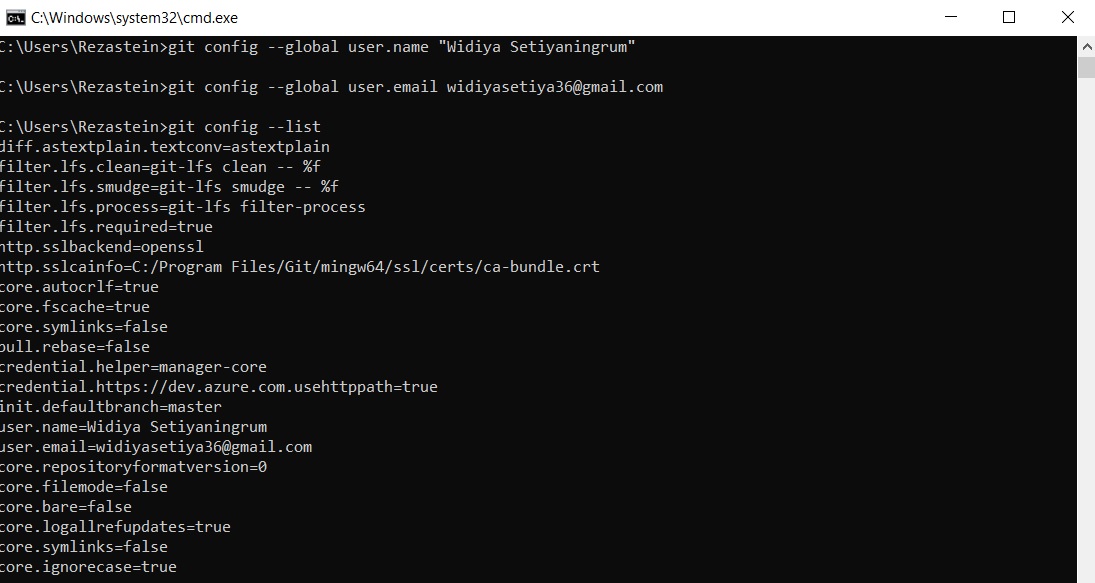 C:\Windows\system32\cmd.exe
C:\Users\Rezastein>git config --global user.name "Widiya Setiyaningrum"
C:\Users\Rezastein>git config --global user.email widiyasetiya36@gmail.com
C:\Users\Rezastein>git config --list
diff.astextplain.textconv=astextplain
filter.lfs.clean=git-lfs clean -- %f
filter.lfs.smudge=git-lfs smudge -- %f
filter.lfs.process=git-lfs filter-process
filter.lfs.required=true
http.sslbackend=openssl
http.sslcainfo=C:/Program Files/Git/mingw64/ssl/certs/ca-bundle.crt
core.autocrlf=true
core.fscache=true
core.symlinks=false
pull.rebase=false
credential.helper=manager-core
credential.https://dev.azure.com.usehttppath=true
init.defaultbranch=master
user.name=Widiya Setiyaningrum
user.email=widiyasetiya36@gmail.com
core.repositoryformatversion=0
core.filemode=false
core.bare=false
core.logallrefupdates=true
core.symlinks=false
core.ignorecase=true